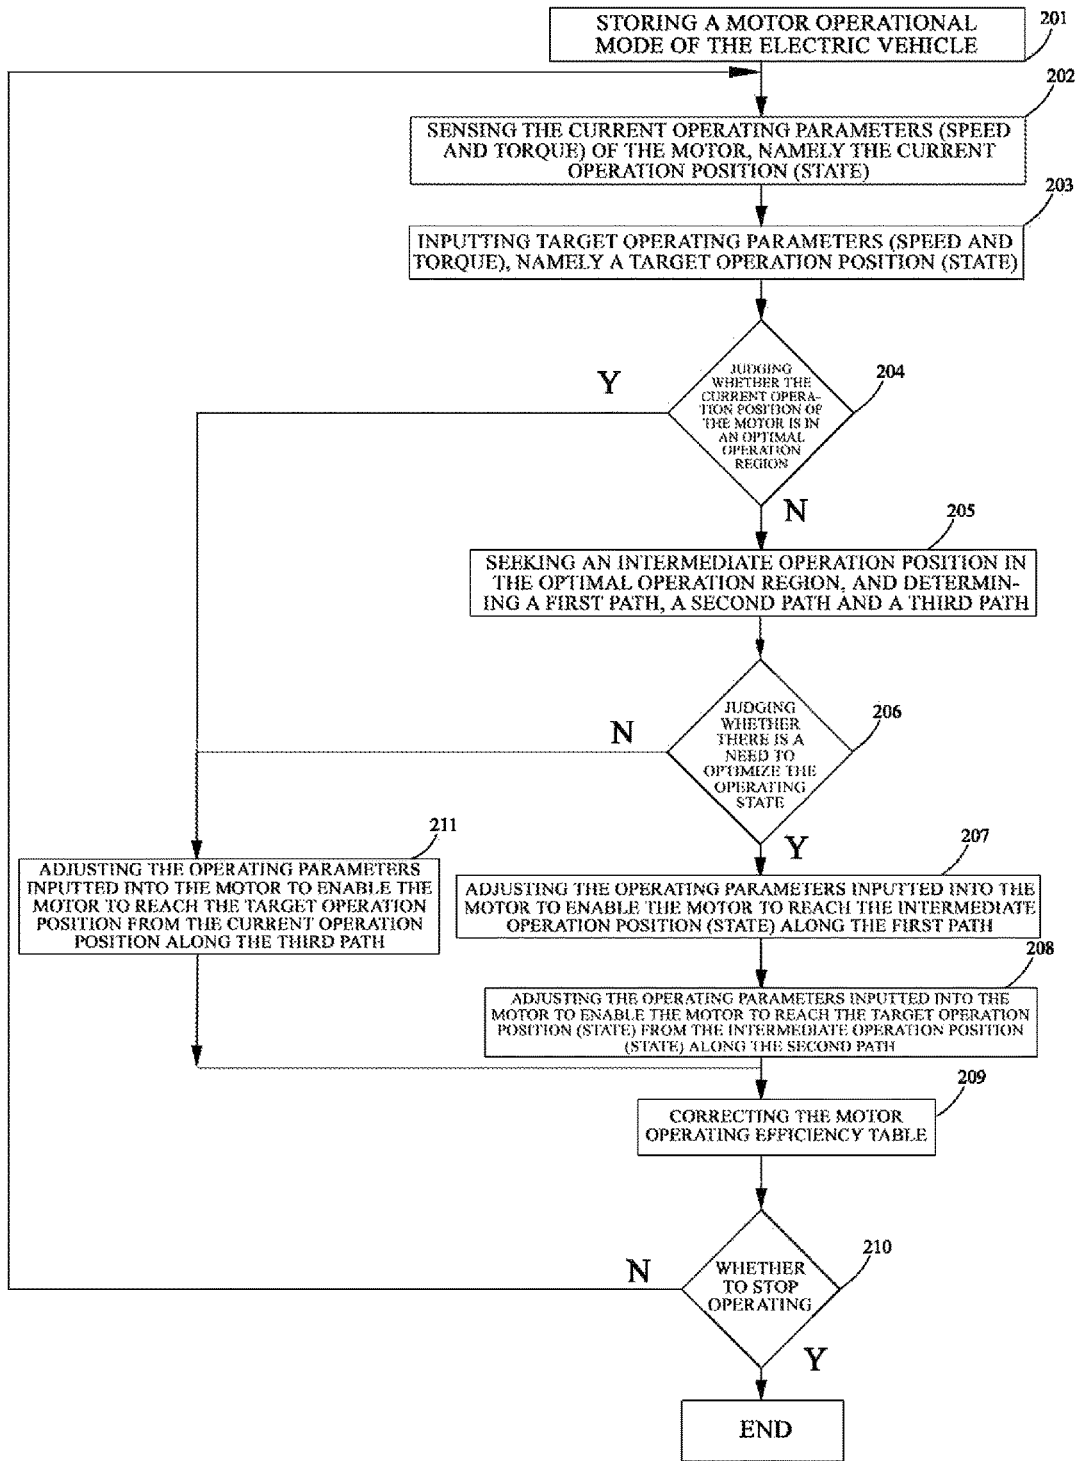 STORING A MOTOR OPERATIONAL
MODE OF THE ELECTRIC VEHICLE
201
202
SENSING THE CURRENT OPERATING PARAMETERS (SPEED
AND TORQUE) OF THE MOTOR, NAMELY THE CURRENT
OPERATION POSITION (STATE)
203
INPUTTING TARGET OPERATING PARAMETERS (SPEED AND
TORQUE), NAMELY A TARGET OPERATION POSITION (STATE)
Y
JUDGING
WHETHER THE
CURRENT OPERA-
TION POSITION OF
THE MOTOR IS IN
AN OPTIMAL
OPERATION
REGION
204
N
205
SEEKING AN INTERMEDIATE OPERATION POSITION IN
THE OPTIMAL OPERATION REGION, AND DETERMIN-
ING A FIRST PATH, A SECOND PATH AND A THIRD PATH
N
JUDGING
WHETHER
THERE IS A
NEED TO
OPTIMIZE THE
OPERATING
STATE
206
Y
211
ADJUSTING THE OPERATING PARAMETERS
INPUTTED INTO THE MOTOR TO ENABLE THE
MOTOR TO REACH THE TARGET OPERATION
POSITION FROM THE CURRENT OPERATION
POSITION ALONG THE THIRD PATH
207
ADJUSTING THE OPERATING PARAMETERS INPUTTED INTO THE
MOTOR TO ENABLE THE MOTOR TO REACH THE INTERMEDIATE
OPERATION POSITION (STATE) ALONG THE FIRST PATH
208
ADJUSTING THE OPERATING PARAMETERS INPUTTED INTO THE
MOTOR TO ENABLE THE MOTOR TO REACH THE TARGET OPERATION
POSITION (STATE) FROM THE INTERMEDIATE OPERATION POSITION
(STATE) ALONG THE SECOND PATH
209
CORRECTING THE MOTOR
OPERATING EFFICIENCY TABLE
N
WHETHER
TO STOP
OPERATING
210
Y
END